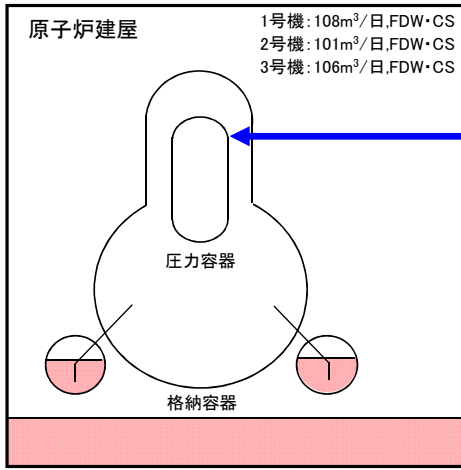 原子炉建屋
1号機:108m³/日,FDW・CS
2号機:101m³/日,FDW・CS
3号機:106m³/日,FDW・CS
圧力容器
格納容器